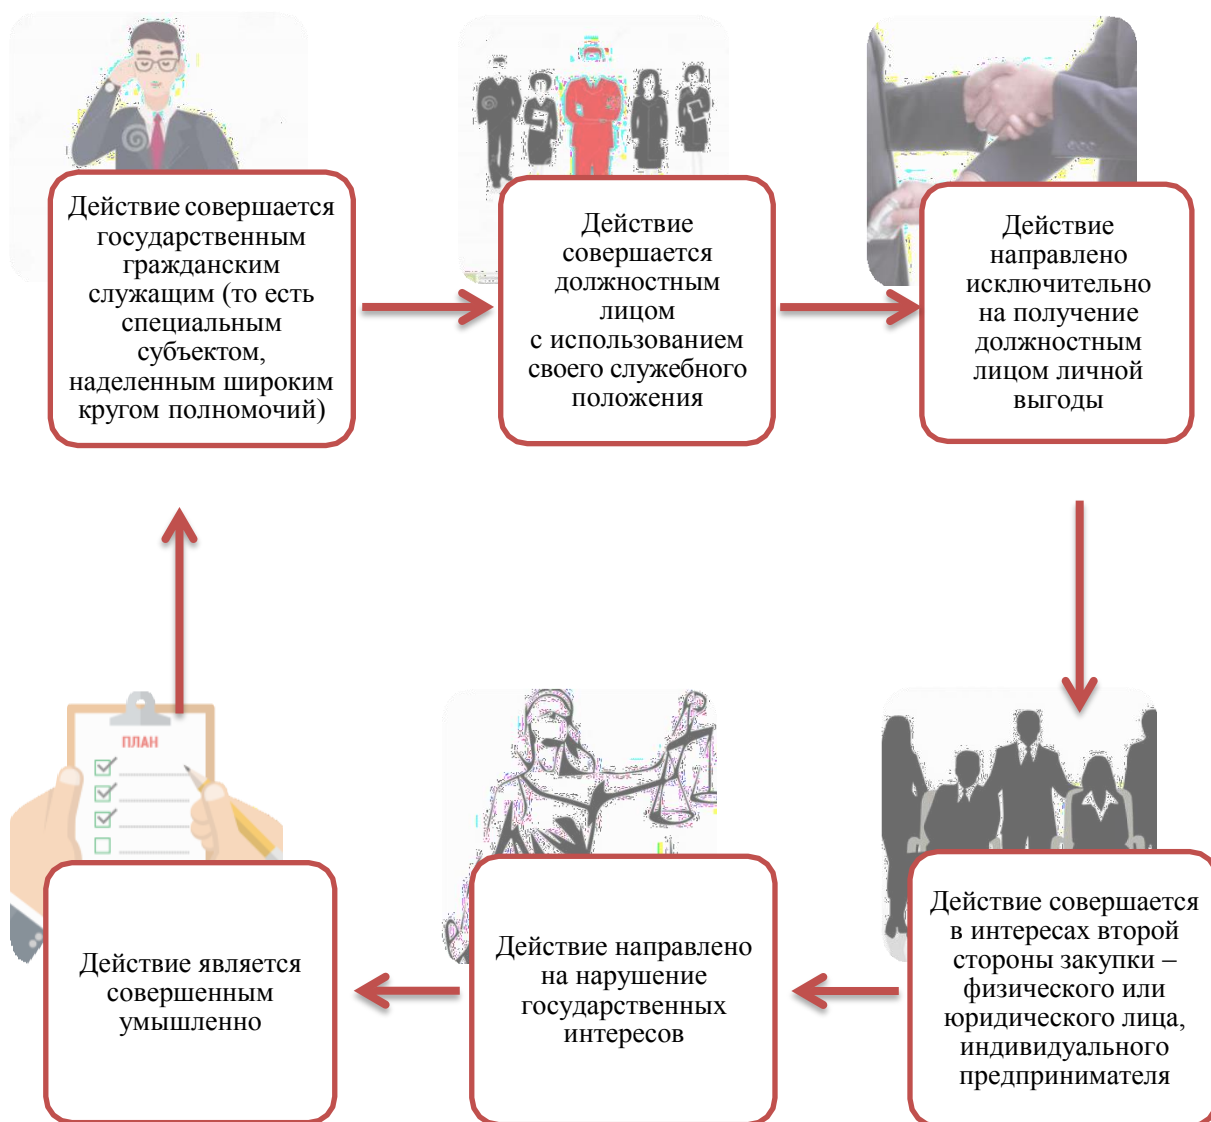 Действие совершается
государственным
гражданским
служащим (то есть
специальным
субъектом,
наделенным широким
кругом полномочий)
Действие
совершается
должностным
лицом
с использованием
своего служебного
положения
Действие
направлено
исключительно
на получение
должностным
лицом личной
выгоды
Действие совершается
в интересах второй
стороны закупки –
физического или
юридического лица,
индивидуального
предпринимателя
Действие направлено
на нарушение
государственных
интересов
ПЛАН
Действие является
совершенным
умышленно